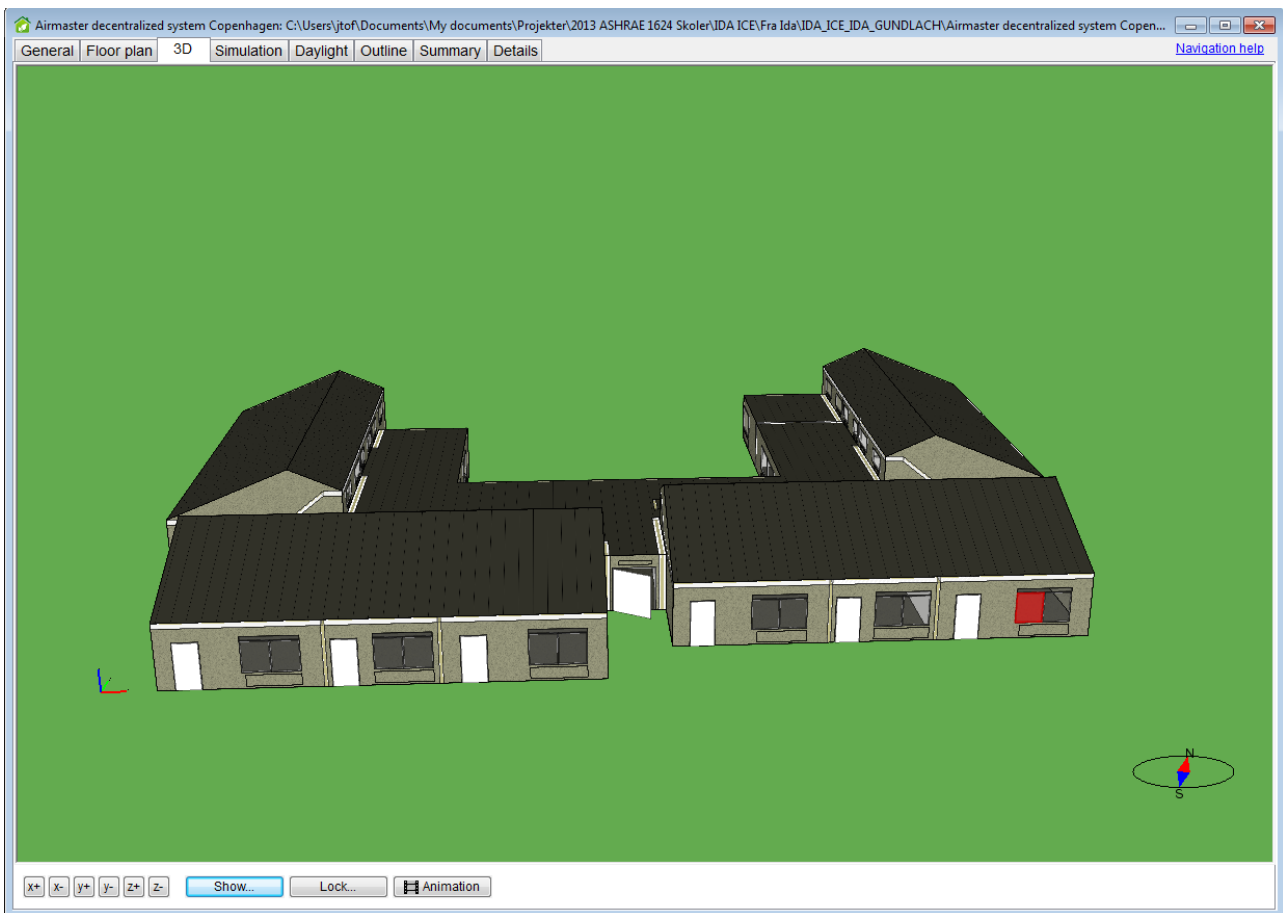 Airmaster decentralized system Copenhagen: C:\Users\jtof\Documents\My documents\Projekter\2013 ASHRAE 1624 Skoler\IDA ICE\Fra Ida\IDA_ICE_IDA_GUNDLACH\Airmaster decentralized system Copen...
General Floor plan 3D Simulation Daylight Outline Summary Details Navigation help
N
S
x+ x- y+ y- z+ z- Show... Lock... Animation